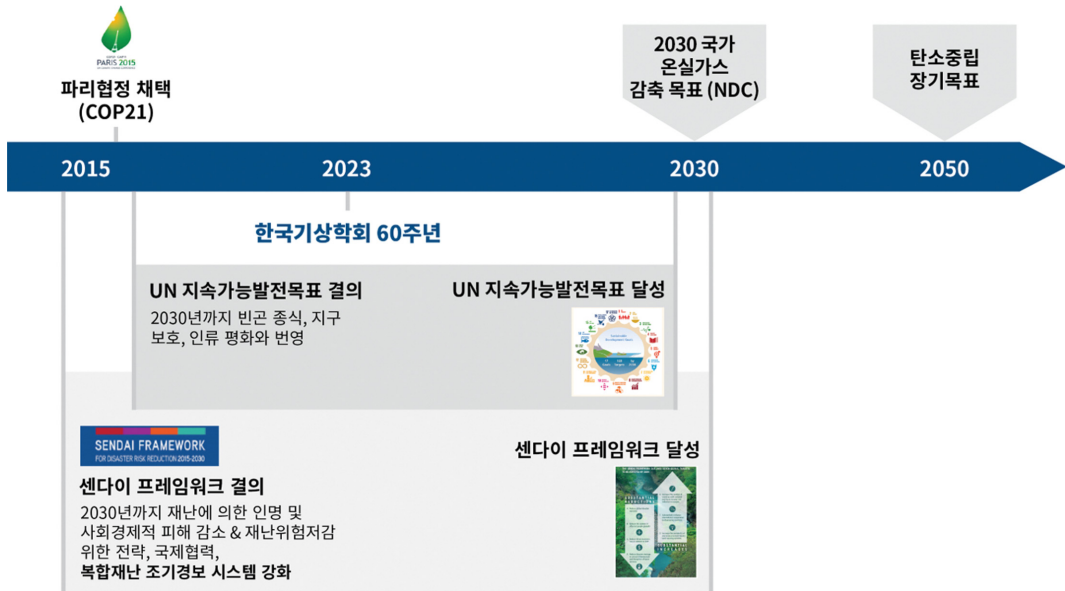 PARIS 2015
파리협정 채택
(COP21)
2030 국가
온실가스
감축 목표 (NDC)
탄소중립
장기목표
2015
2023
2030
2050
한국기상학회 60주년
UN 지속가능발전목표 결의
2030년까지 빈곤 종식, 지구
보호, 인류 평화와 번영
UN 지속가능발전목표 달성
SENDAI FRAMEWORK
FOR DISASTER RISK REDUCTION 2015-2030
센다이 프레임워크 결의
2030년까지 재난에 의한 인명 및
사회경제적 피해 감소 & 재난위험저감
위한 전략, 국제협력,
복합재난 조기경보 시스템 강화
센다이 프레임워크 달성